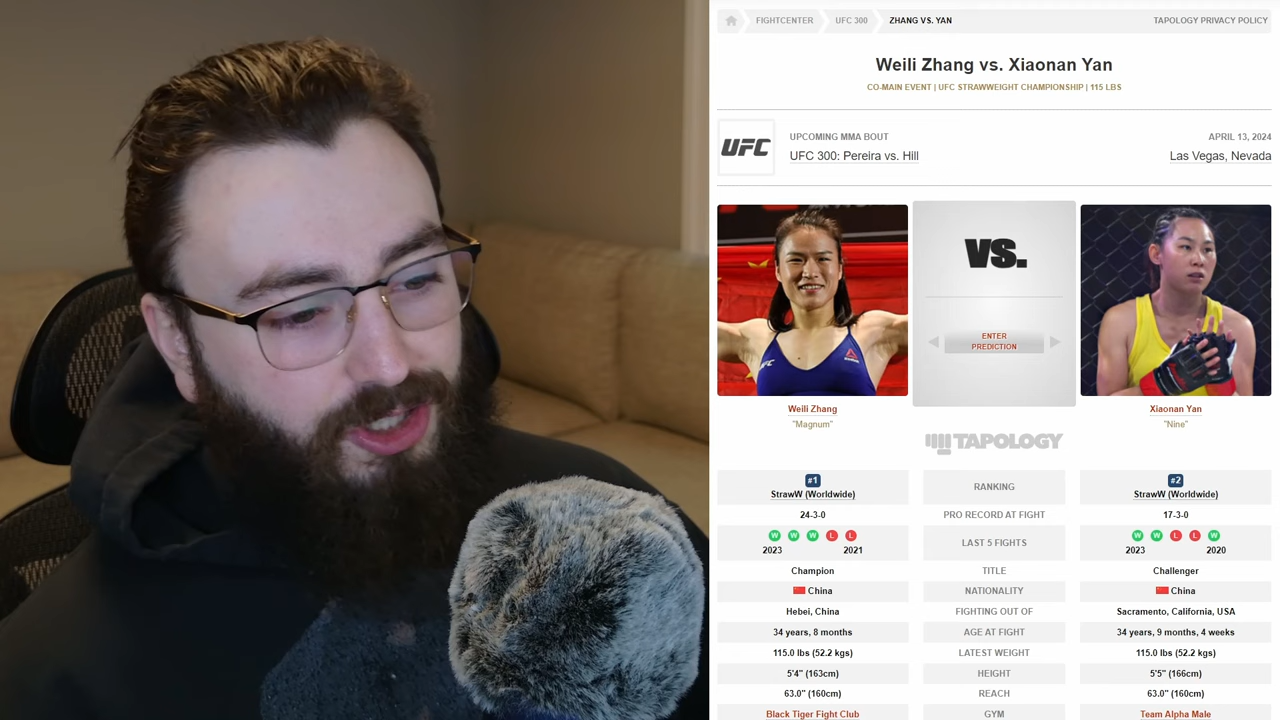 FIGHTCENTER UFC 300 ZHANG VS. YAN TAPOLOGY PRIVACY POLICY
Weili Zhang vs. Xiaonan Yan
CO-MAIN EVENT | UFC STRAWWEIGHT CHAMPIONSHIP | 115 LBS
UFC
UPCOMING MMA BOUT APRIL 13, 2024
UFC 300: Pereira vs. Hill Las Vegas, Nevada
VS.
ENTER
PREDICTION
Weili Zhang Xiaonan Yan
"Magnum" "Nine"
TAPOLOGY
#1 RANKING #2
StrawW (Worldwide) StrawW (Worldwide)
24-3-0 PRO RECORD AT FIGHT 17-3-0
W W W L L LAST 5 FIGHTS W W L L W
2023 2021 2023 2020
Champion TITLE Challenger
China NATIONALITY China
Hebei, China FIGHTING OUT OF Sacramento, California, USA
34 years, 8 months AGE AT FIGHT 34 years, 9 months, 4 weeks
115.0 lbs (52.2 kgs) LATEST WEIGHT 115.0 lbs (52.2 kgs)
5'4" (163cm) HEIGHT 5'5" (166cm)
63.0" (160cm) REACH 63.0" (160cm)
Black Tiger Fight Club GYM Team Alpha Male